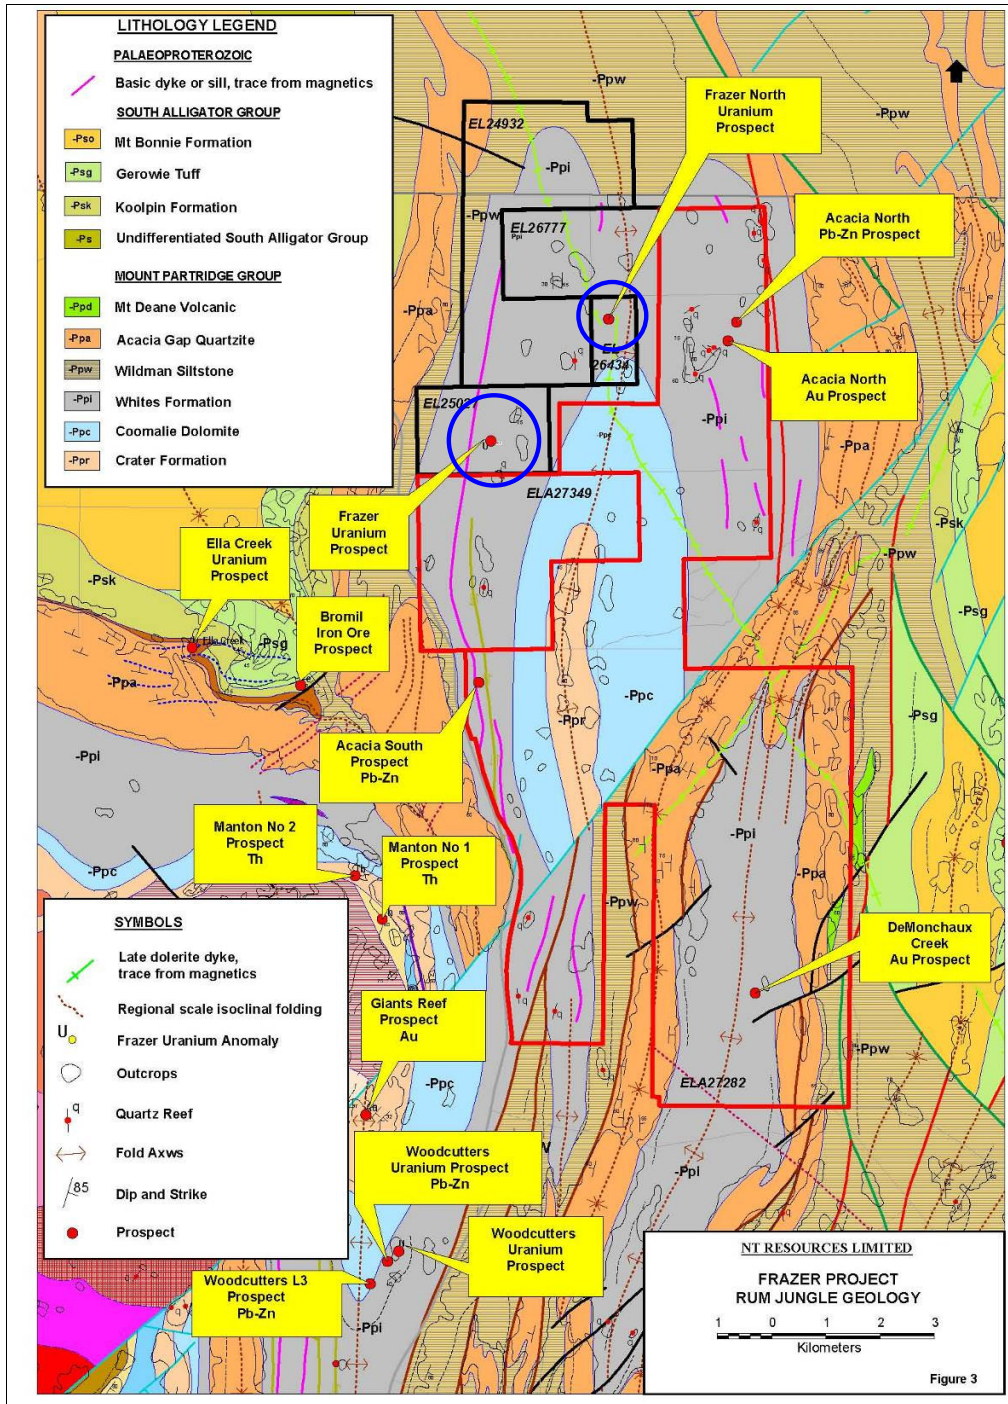 LITHOLOGY LEGEND
PALAEOPROTEROZOIC
Basic dyke or sill, trace from magnetics
SOUTH ALLIGATOR GROUP
-Pso Mt Bonnie Formation
-Psg Gerowie Tuff
-Psk Koolpin Formation
-Ps Undifferentiated South Alligator Group
MOUNT PARTRIDGE GROUP
-Ppd Mt Deane Volcanic
-Ppa Acacia Gap Quartzite
-Ppw Wildman Siltstone
-Ppi Whites Formation
-Ppc Coomalie Dolomite
-Ppr Crater Formation
-Ppw
Frazer North
Uranium
Prospect
-Ppw
EL24932
-Ppi
-Ppw
EL26777
Ppi
Acacia North
Pb-Zn Prospect
-Ppa
EL
26434
Acacia North
Au Prospect
EL25027
-Ppi
-Ppc
-Ppa
ELA27349
Frazer
Uranium
Prospect
Ella Creek
Uranium
Prospect
-Psk
-Ppw
-Psk
Bromil
Iron Ore
Prospect
Ella Creek
-Psg
-Psg
-Ppa
-Ppc
-Psg
-Ppr
Acacia South
Prospect
Pb-Zn
-Ppi
-Ppa
Manton No 2
Prospect
Th
Manton No 1
Prospect
Th
-Ppi
-Ppc
-Ppa
-Ppw
DeMonchaux
Creek
Au Prospect
SYMBOLS
Late dolerite dyke,
trace from magnetics
Regional scale isoclinal folding
U Frazer Uranium Anomaly
Outcrops
q Quartz Reef
Fold Axws
85 Dip and Strike
Prospect
Giants Reef
Prospect
Au
-Ppc
-Ppw
ELA27282
Woodcutters
Uranium Prospect
Pb-Zn
-Ppi
Woodcutters
Uranium
Prospect
Woodcutters L3
Prospect
Pb-Zn
-Ppi
NT RESOURCES LIMITED
FRAZER PROJECT
RUM JUNGLE GEOLOGY
1 0 1 2 3
Kilometers
Figure 3